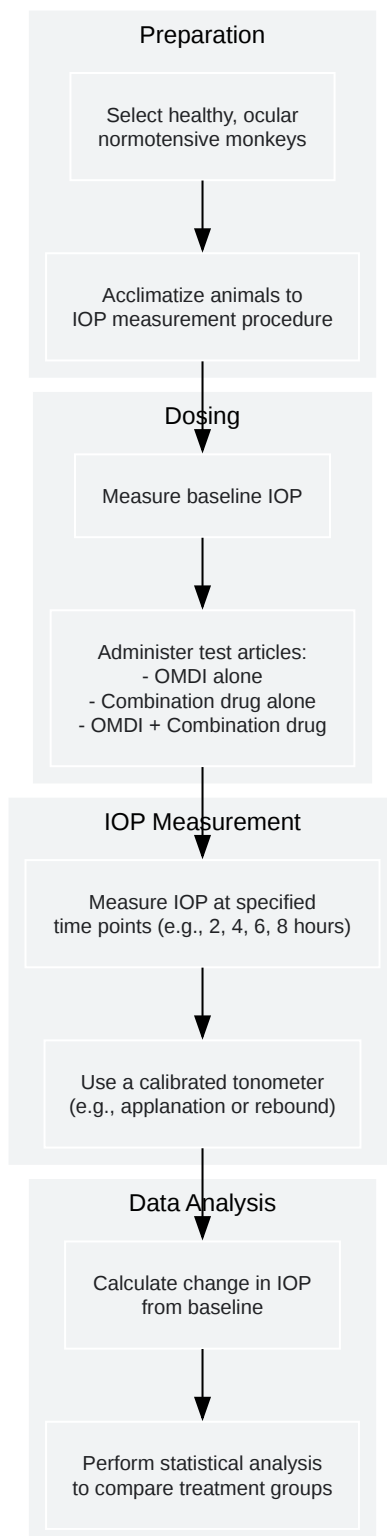 Preparation
Select healthy, ocular
normotensive monkeys
Acclimatize animals to
IOP measurement procedure
Dosing
Measure baseline IOP
Administer test articles:
- OMDI alone
- Combination drug alone
- OMDI + Combination drug
IOP Measurement
Measure IOP at specified
time points (e.g., 2, 4, 6, 8 hours)
Use a calibrated tonometer
(e.g., applanation or rebound)
Data Analysis
Calculate change in IOP
from baseline
Perform statistical analysis
to compare treatment groups